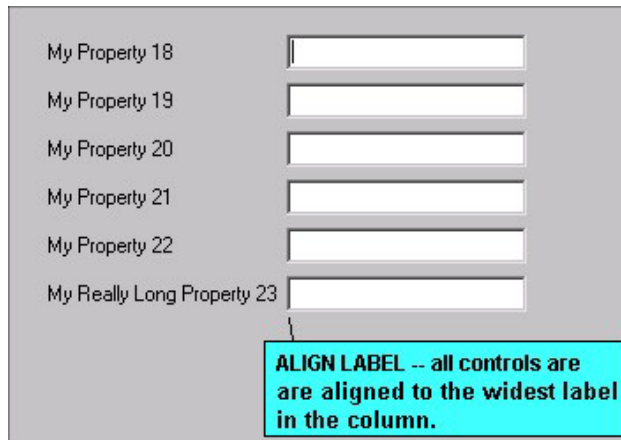 My Property 18
My Property 19
My Property 20
My Property 21
My Property 22
My Really Long Property 23
ALIGN LABEL -- all controls are
are aligned to the widest label
in the column.